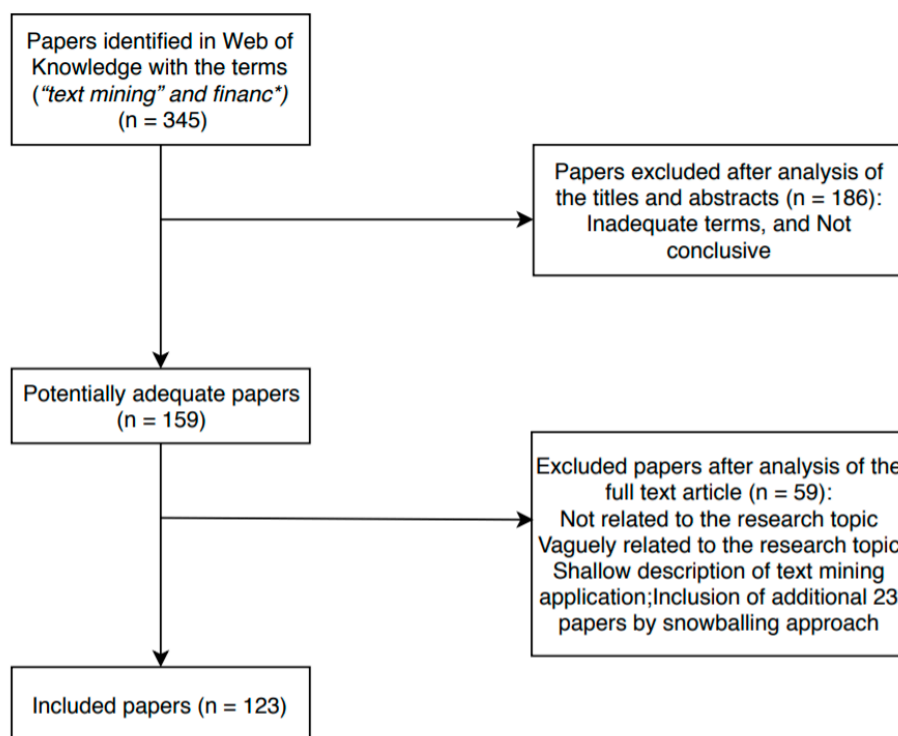 Papers identified in Web of
Knowledge with the terms
(“text mining” and financ*)
(n = 345)
Papers excluded after analysis of
the titles and abstracts (n = 186):
Inadequate terms, and Not
conclusive
Potentially adequate papers
(n = 159)
Excluded papers after analysis of the
full text article (n = 59):
Not related to the research topic
Vaguely related to the research topic
Shallow description of text mining
application;Inclusion of additional 23
papers by snowballing approach
Included papers (n = 123)